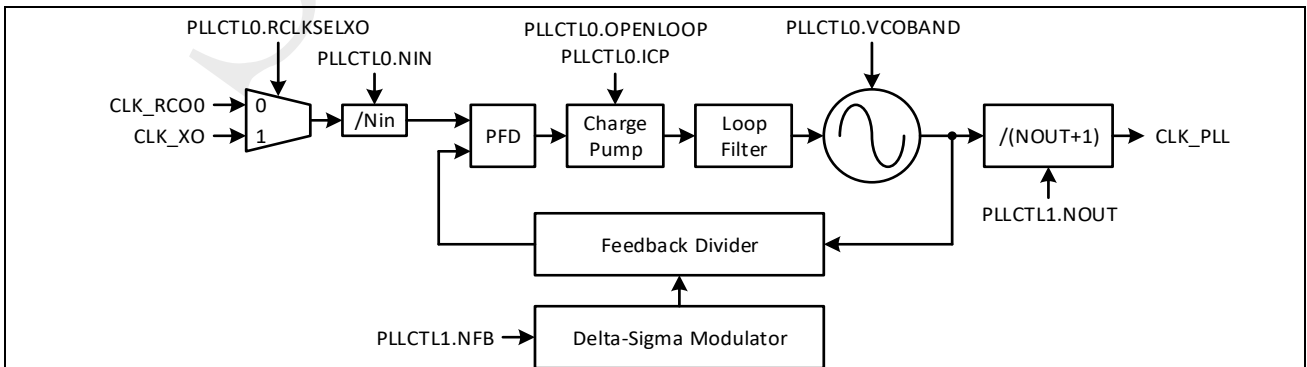 PLLCTL0.RCLKSELXO
PLLCTL0.NIN
PLLCTL0.OPENLOOP
PLLCTL0.ICP
PLLCTL0.VCOBAND
CLK_RCO0
CLK_XO
0
1
/Nin
PFD
Charge
Pump
Loop
Filter
/(NOUT+1)
CLK_PLL
PLLCTL1.NOUT
Feedback Divider
PLLCTL1.NFB
Delta-Sigma Modulator